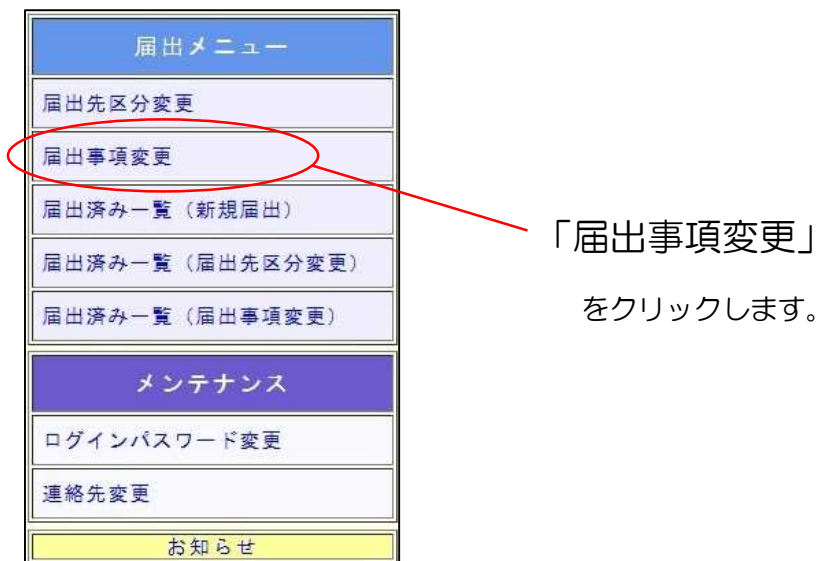 届出メニュー
届出先区分変更
届出事項変更
届出済み一覧（新規届出）
届出済み一覧（届出先区分変更）
届出済み一覧（届出事項変更）
メンテナンス
ログインパスワード変更
連絡先変更
お知らせ
「届出事項変更」
をクリックします。